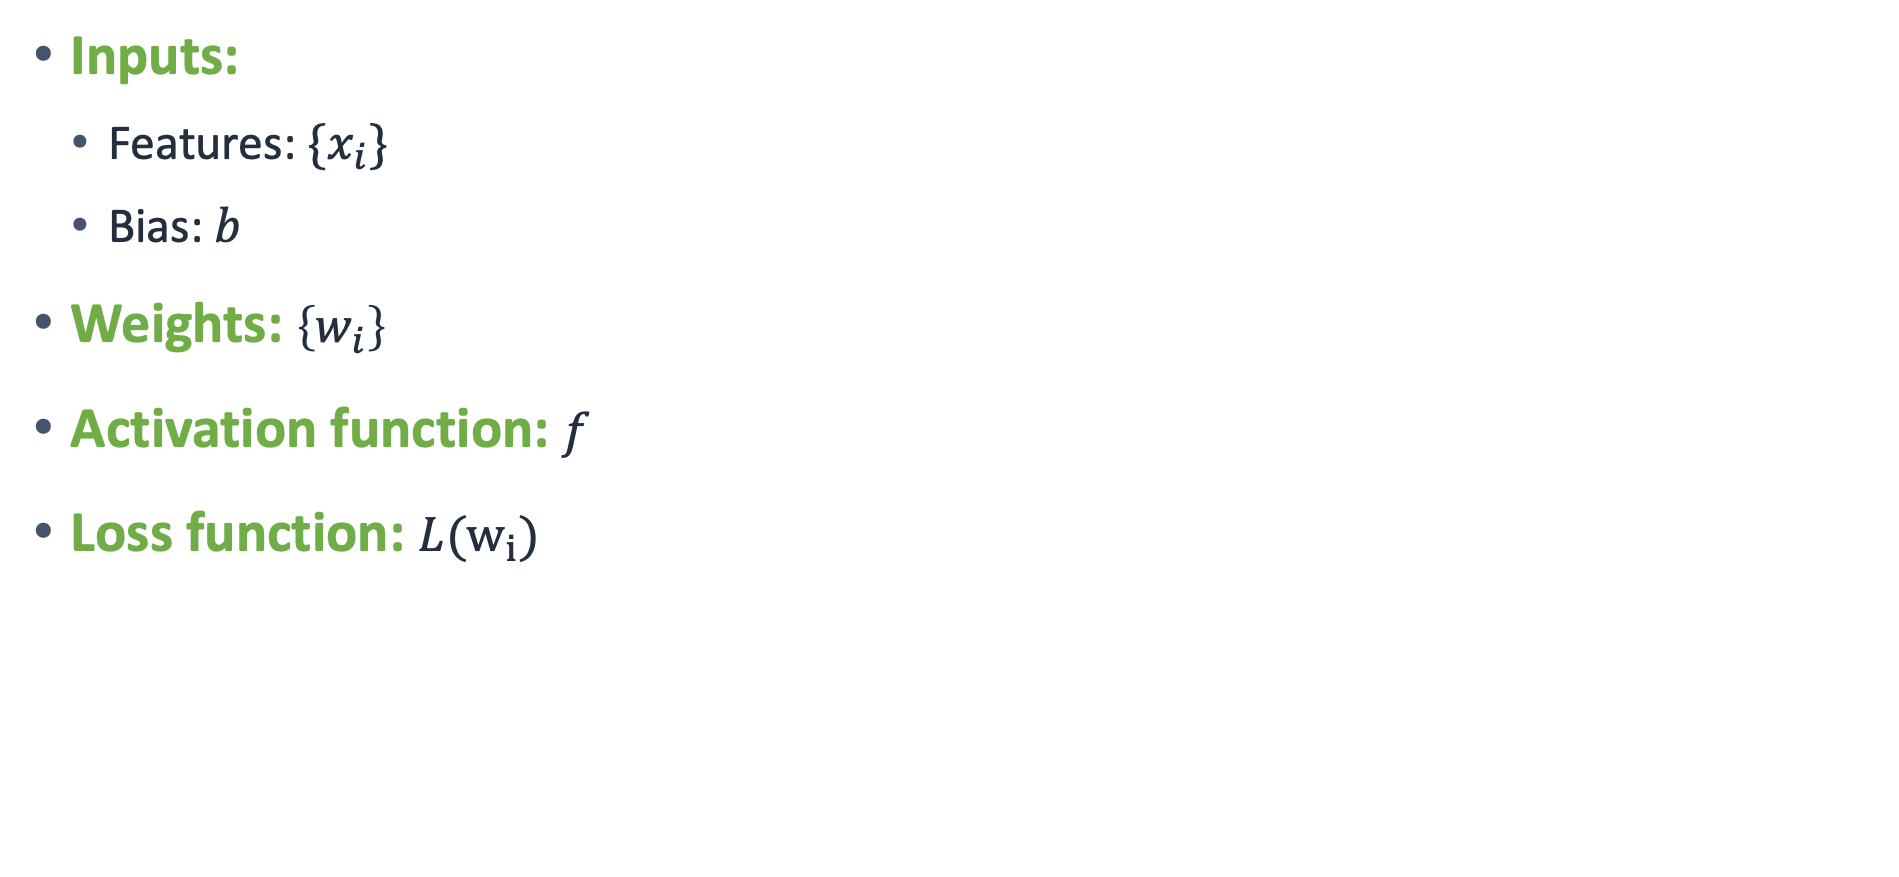 • Inputs:
• Features: {xᵢ}
• Bias: b
• Weights: {wᵢ}
• Activation function: f
• Loss function: L(wᵢ)